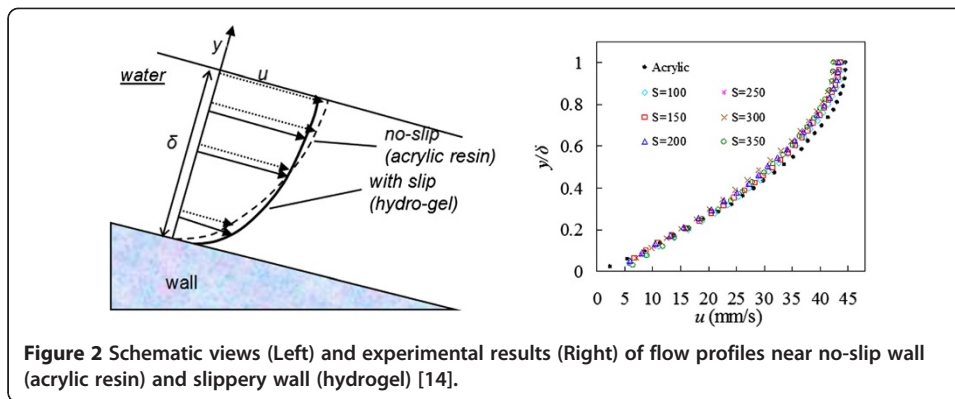 y
water
u
δ
no-slip
(acrylic resin)
with slip
(hydro-gel)
wall
1
0.8
0.6
0.4
0.2
0
y/δ
Acrylic
S=100
S=150
S=200
S=250
S=300
S=350
0 5 10 15 20 25 30 35 40 45
u (mm/s)
Figure 2 Schematic views (Left) and experimental results (Right) of flow profiles near no-slip wall
(acrylic resin) and slippery wall (hydrogel) [14].